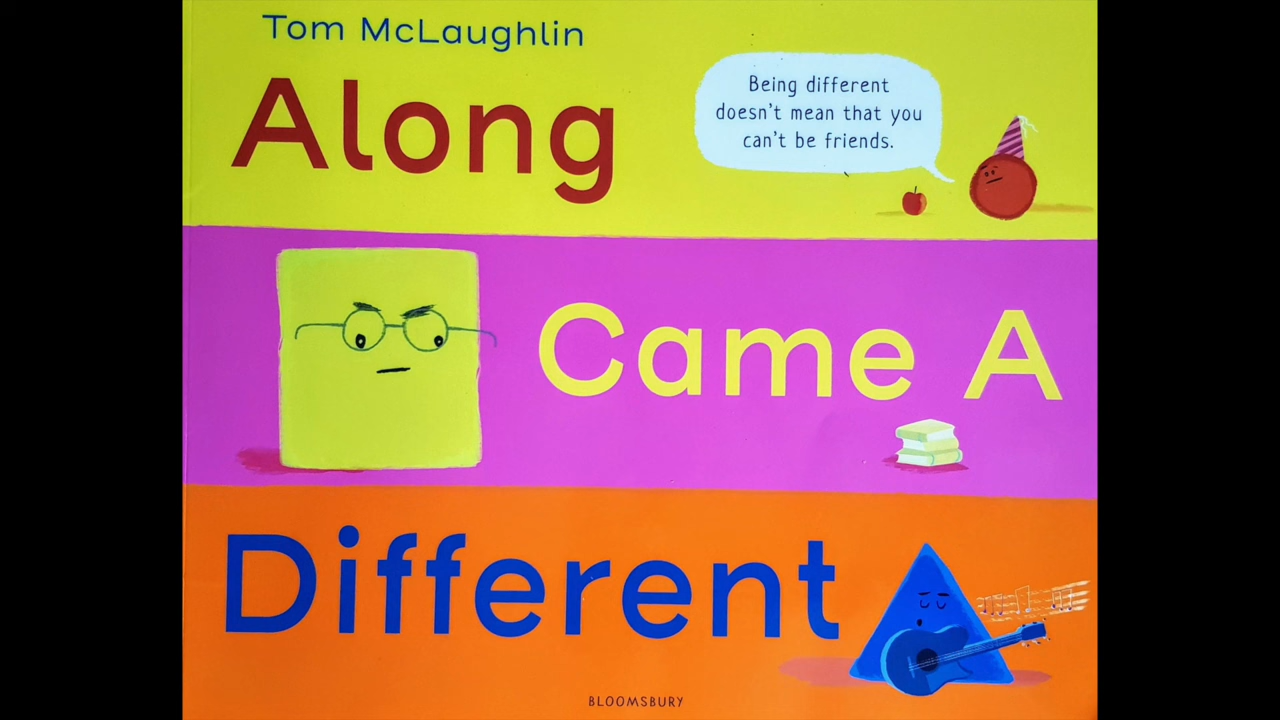 Tom McLaughlin
Along
Being different
doesn't mean that you
can't be friends.
Came A
Different
BLOOMSBURY